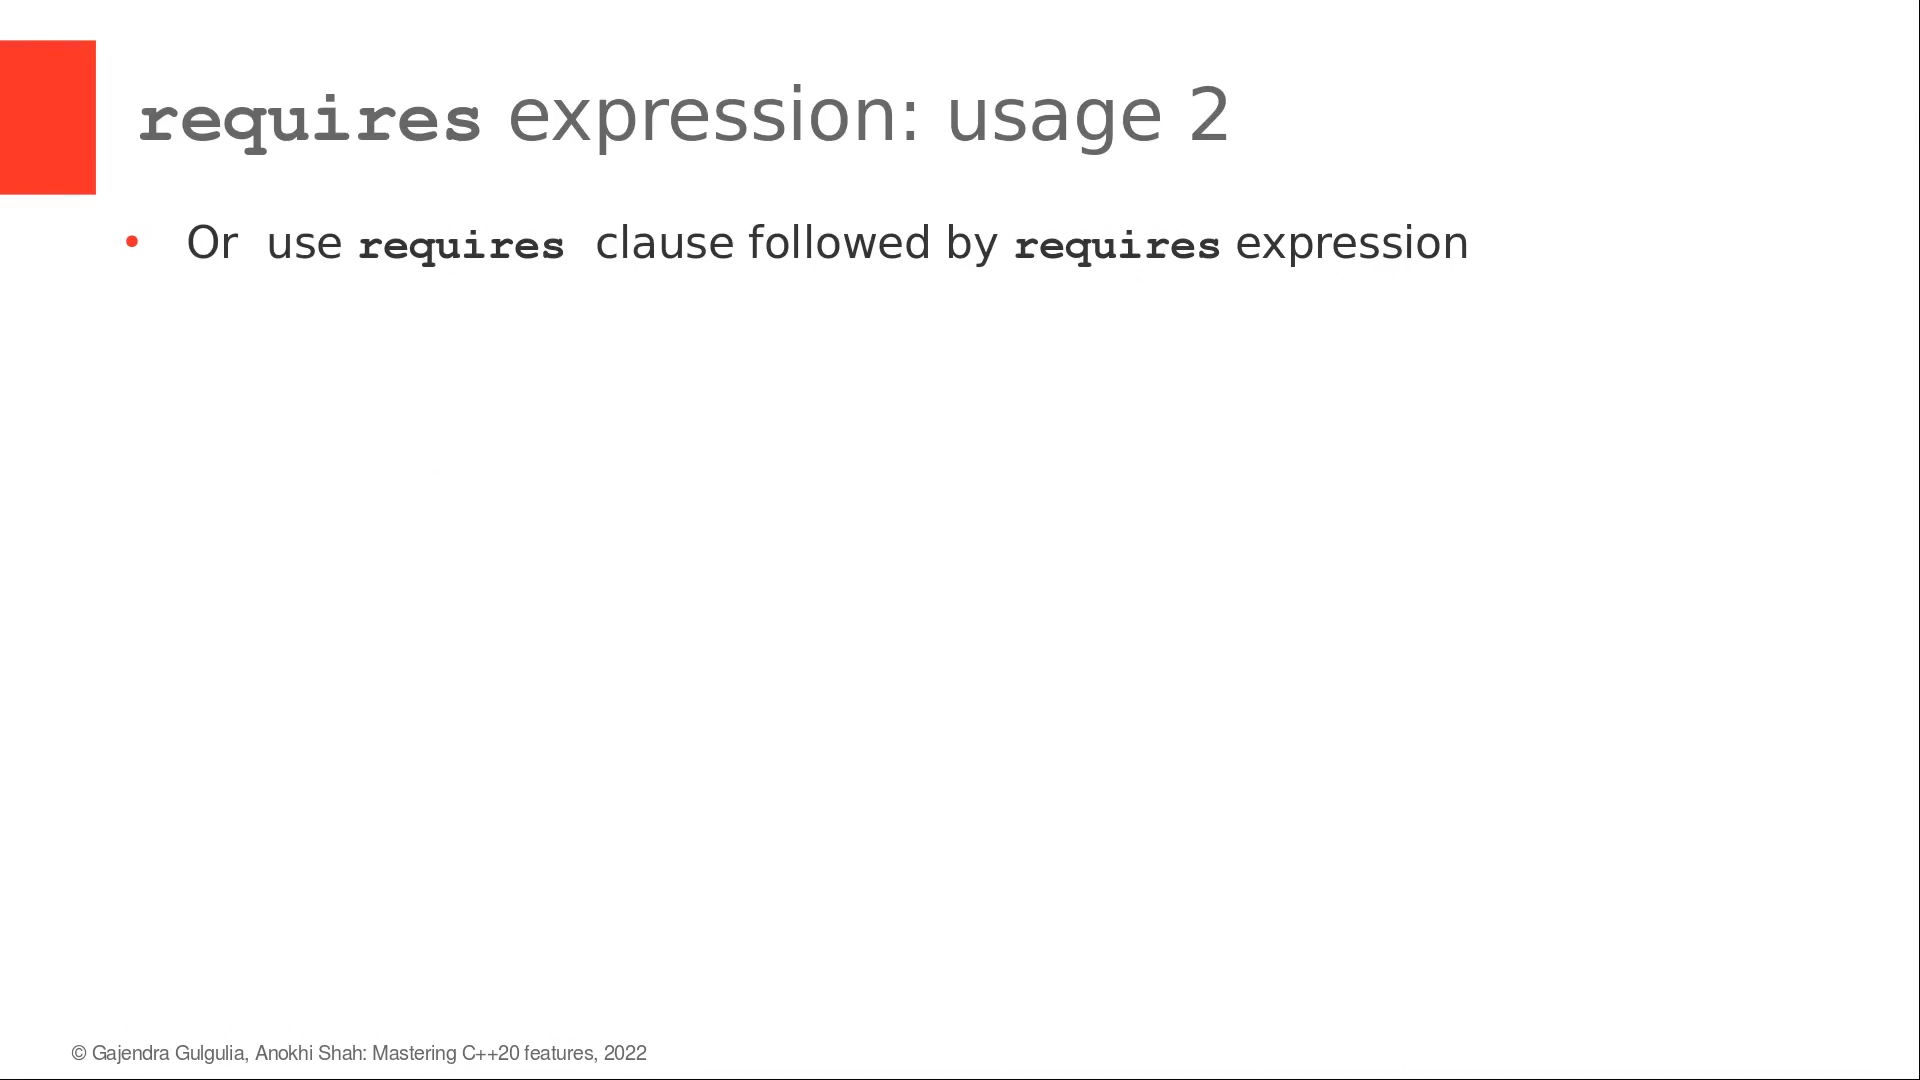 requires expression: usage 2
• Or use requires clause followed by requires expression
© Gajendra Gulgulia, Anokhi Shah: Mastering C++20 features, 2022